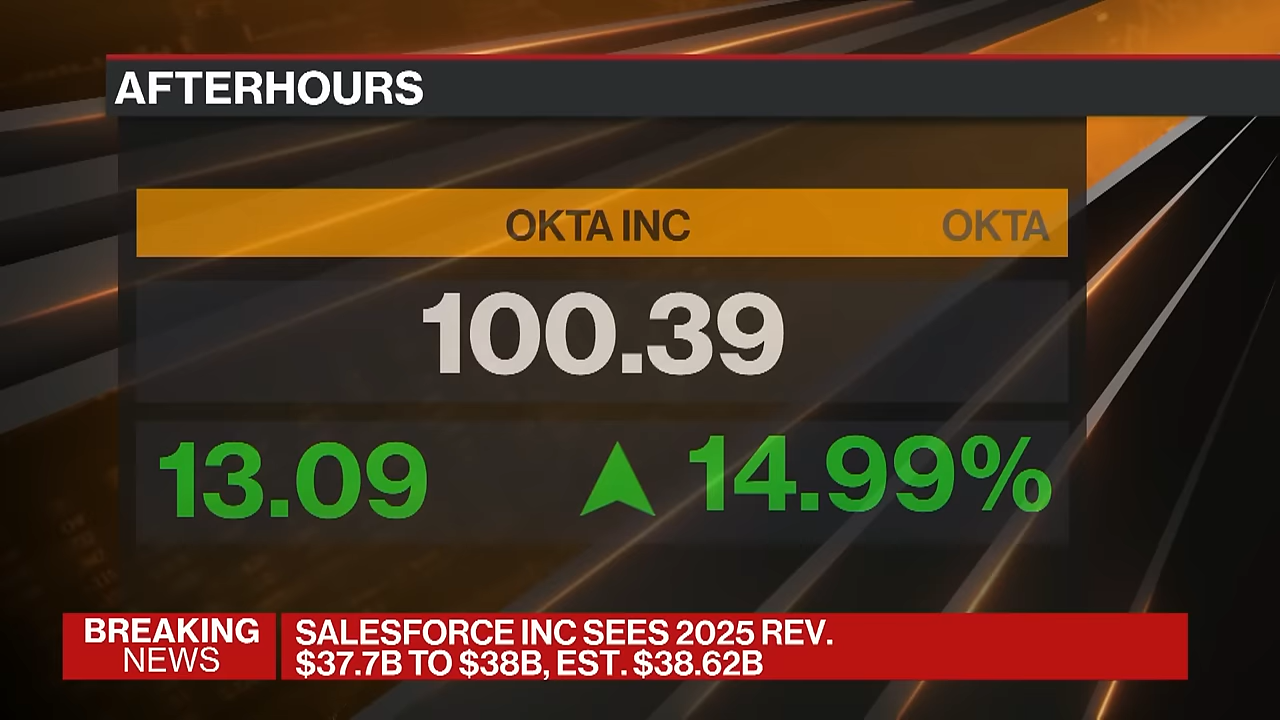 AFTERHOURS
OKTA INC OKTA
100.39
13.09 ▲ 14.99%
BREAKING NEWS
SALESFORCE INC SEES 2025 REV.
$37.7B TO $38B, EST. $38.62B